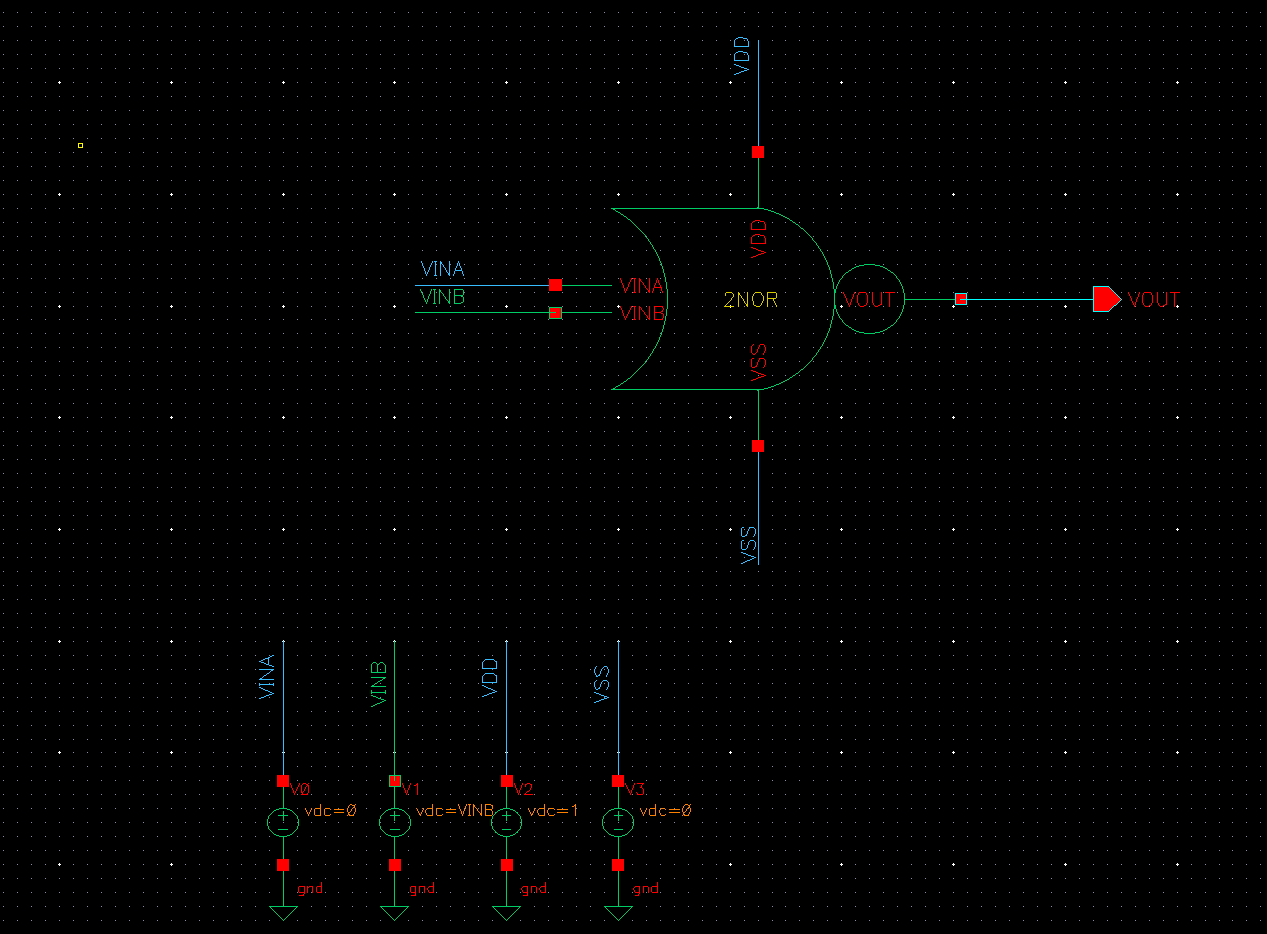 VDD
VDD
VINA
VINA
VINB
VINB
2NOR
VOUT
VOUT
VSS
VSS
VINA
VINB
VDD
VSS
V0
V1
V2
V3
vdc=0
vdc=VINB
vdc=1
vdc=0
gnd
gnd
gnd
gnd